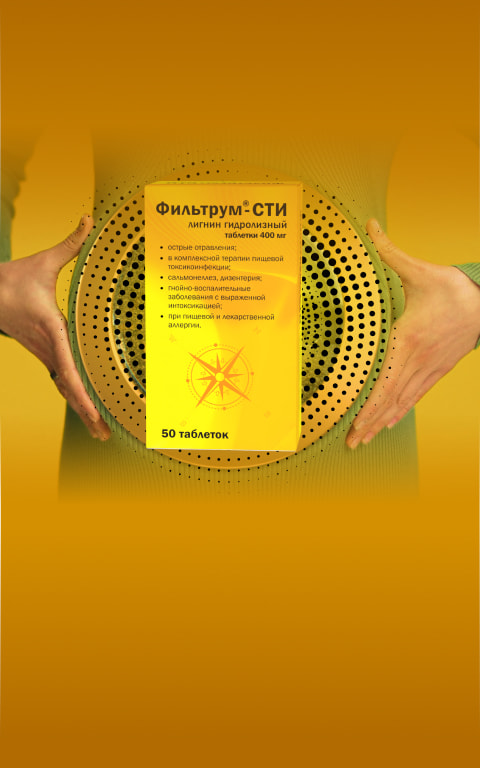 Фильтрум®-СТИ
лигнин гидролизный
таблетки 400 мг
• острые отравления;
• в комплексной терапии пищевой
токсикоинфекции;
• сальмонеллез, дизентерия;
• гнойно-воспалительные
заболевания с выраженной
интоксикацией;
• при пищевой и лекарственной
аллергии.
50 таблеток